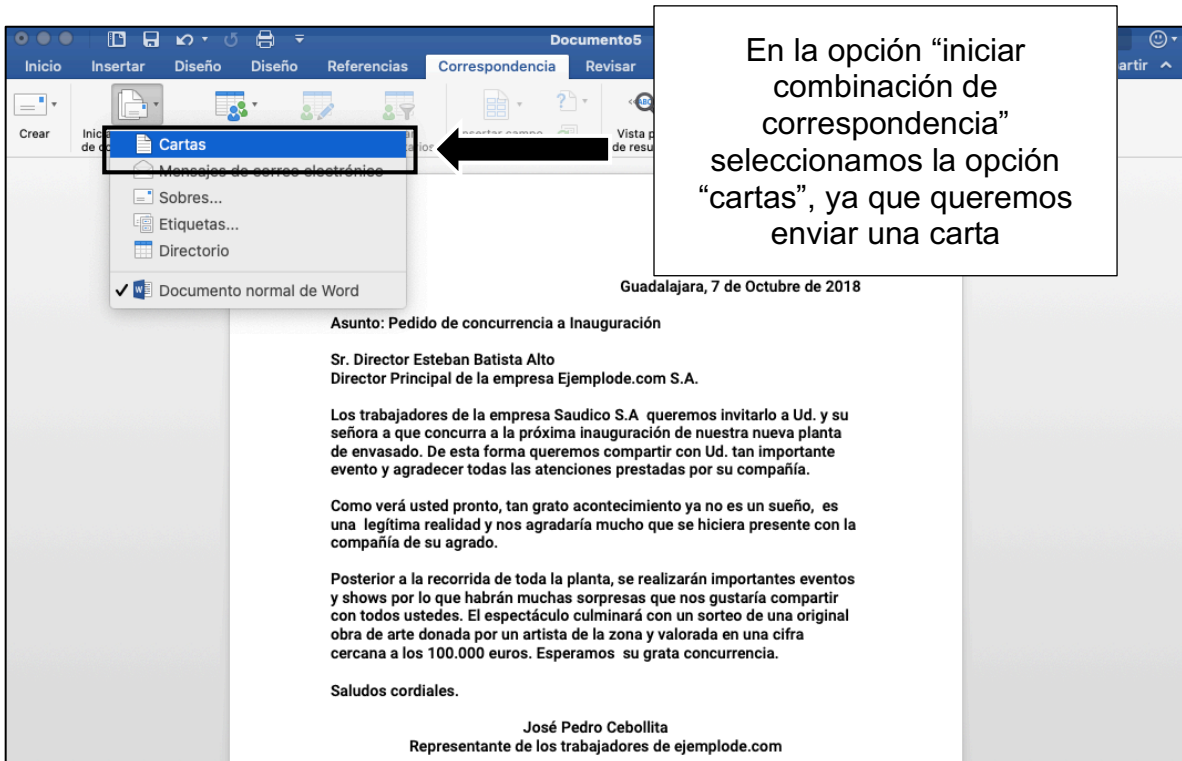 Documento5
Inicio Insertar Diseño Diseño Referencias Correspondencia Revisar artir
En la opción “iniciar
combinación de
correspondencia”
seleccionamos la opción
“cartas”, ya que queremos
enviar una carta
Crear Inic
de co
Insertar campo
Vista p
de resu
Cartas
Mensajes de correo electrónico
Sobres...
Etiquetas...
Directorio
✓ Documento normal de Word
Guadalajara, 7 de Octubre de 2018
Asunto: Pedido de concurrencia a Inauguración
Sr. Director Esteban Batista Alto
Director Principal de la empresa Ejemplode.com S.A.
Los trabajadores de la empresa Saudico S.A queremos invitarlo a Ud. y su
señora a que concurra a la próxima inauguración de nuestra nueva planta
de envasado. De esta forma queremos compartir con Ud. tan importante
evento y agradecer todas las atenciones prestadas por su compañía.
Como verá usted pronto, tan grato acontecimiento ya no es un sueño, es
una legítima realidad y nos agradaría mucho que se hiciera presente con la
compañía de su agrado.
Posterior a la recorrida de toda la planta, se realizarán importantes eventos
y shows por lo que habrán muchas sorpresas que nos gustaría compartir
con todos ustedes. El espectáculo culminará con un sorteo de una original
obra de arte donada por un artista de la zona y valorada en una cifra
cercana a los 100.000 euros. Esperamos su grata concurrencia.
Saludos cordiales.
José Pedro Cebollita
Representante de los trabajadores de ejemplode.com